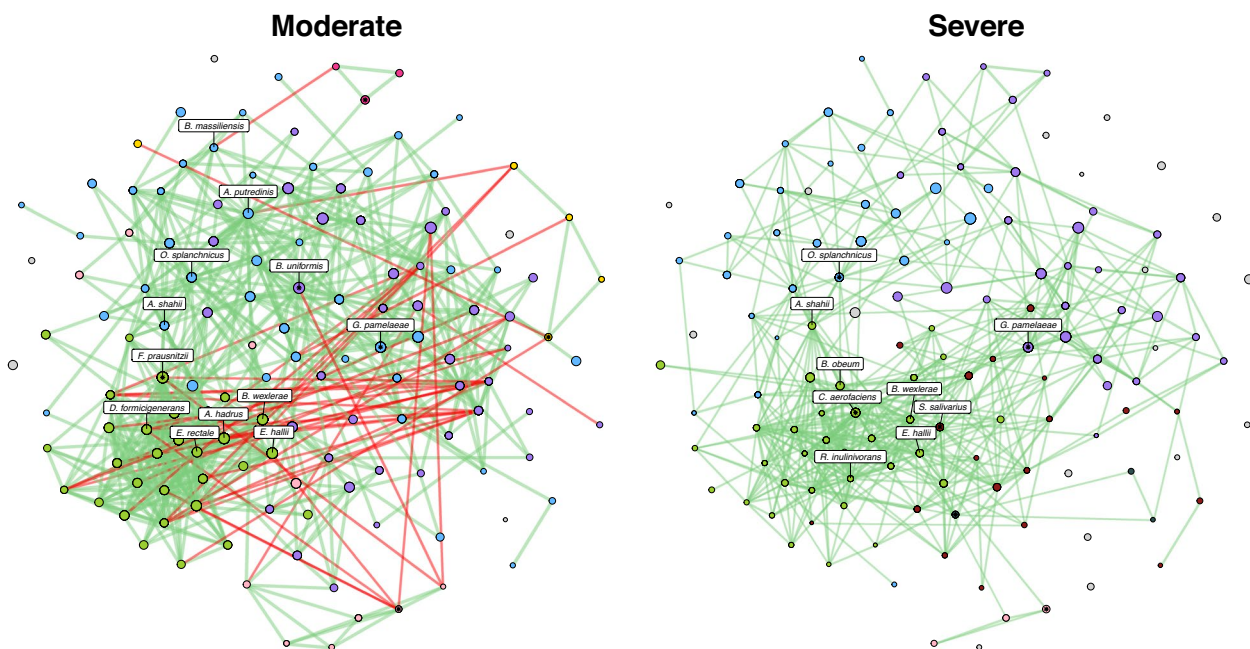 Moderate
B. massiliensis
A. putredinis
O. splanchnicus
B. uniformis
A. shahii
G. pamelaeae
F. prausnitzii
B. wexlerae
D. formicigenerans
A. hadrus
E. rectale
E. hallii
Severe
O. splanchnicus
A. shahii
G. pamelaeae
B. obeum
B. wexlerae
C. aerofaciens
S. salivarius
E. hallii
R. inulinivorans